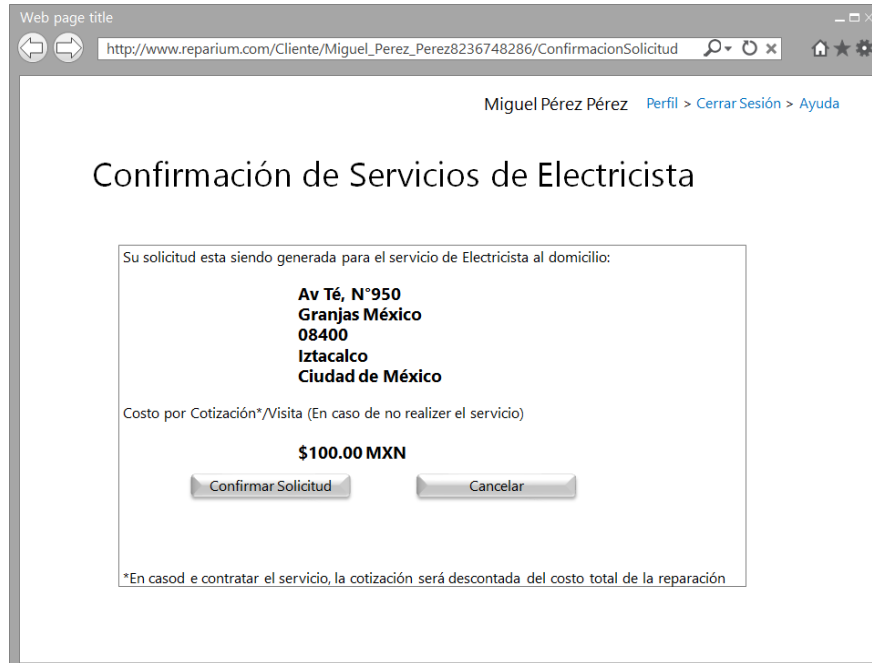 Web page title
http://www.reparium.com/Cliente/Miguel_Perez_Perez8236748286/ConfirmacionSolicitud
Miguel Pérez Pérez Perfil > Cerrar Sesión > Ayuda
Confirmación de Servicios de Electricista
Su solicitud esta siendo generada para el servicio de Electricista al domicilio:
Av Té, N°950
Granjas México
08400
Iztacalco
Ciudad de México
Costo por Cotización*/Visita (En caso de no realizer el servicio)
$100.00 MXN
Confirmar Solicitud Cancelar
*En casod e contratar el servicio, la cotización será descontada del costo total de la reparación